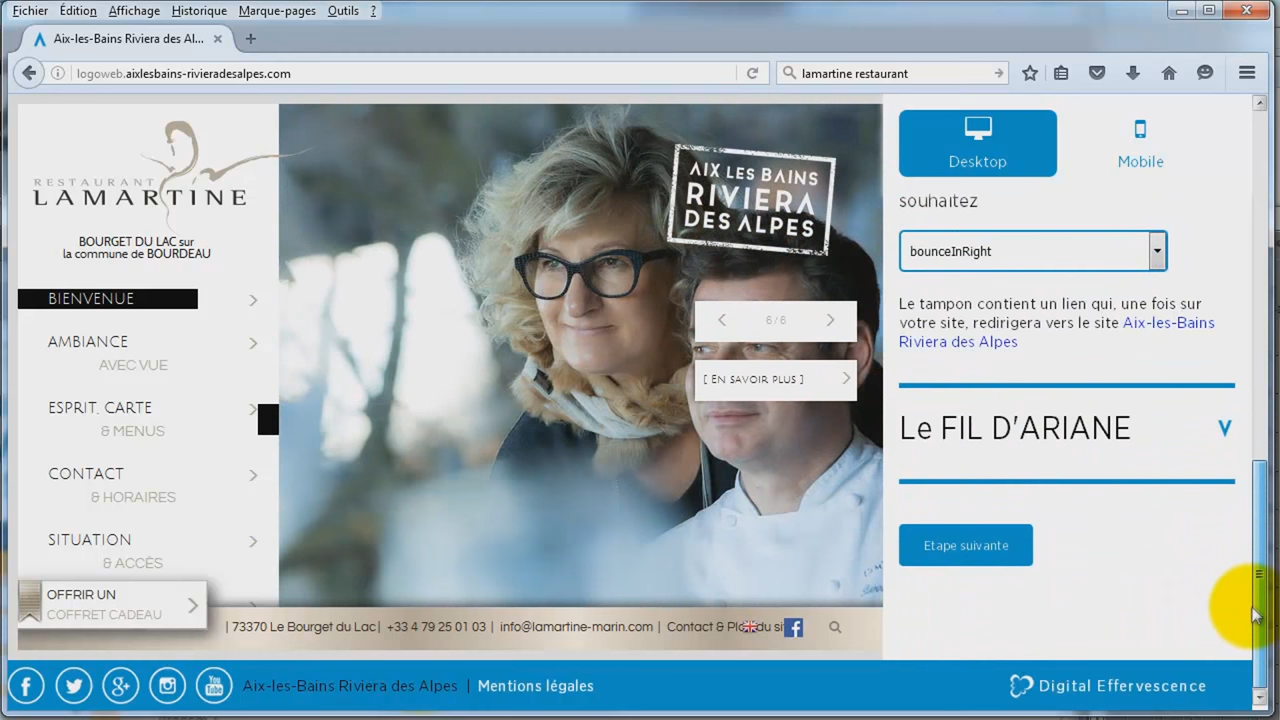 Fichier Édition Affichage Historique Marque-pages Outils ?
Aix-les-Bains Riviera des Al...
logoweb.aixlesbains-rivieradesalpes.com
lamartine restaurant
RESTAURANT
LAMARTINE
BOURGET DU LAC sur
la commune de BOURDEAU
BIENVENUE
AMBIANCE
AVEC VUE
ESPRIT, CARTE
& MENUS
CONTACT
& HORAIRES
SITUATION
& ACCÈS
OFFRIR UN
COFFRET CADEAU
AIX LES BAINS
RIVIERA
DES ALPES
6/6
[ EN SAVOIR PLUS ]
| 73370 Le Bourget du Lac | +33 4 79 25 01 03 | info@lamartine-marin.com | Contact & Pl du si
Desktop
Mobile
souhaitez
bounceInRight
Le tampon contient un lien qui, une fois sur
votre site, redirigera vers le site Aix-les-Bains
Riviera des Alpes
Le FIL D'ARIANE
Etape suivante
Aix-les-Bains Riviera des Alpes | Mentions légales
Digital Effervescence